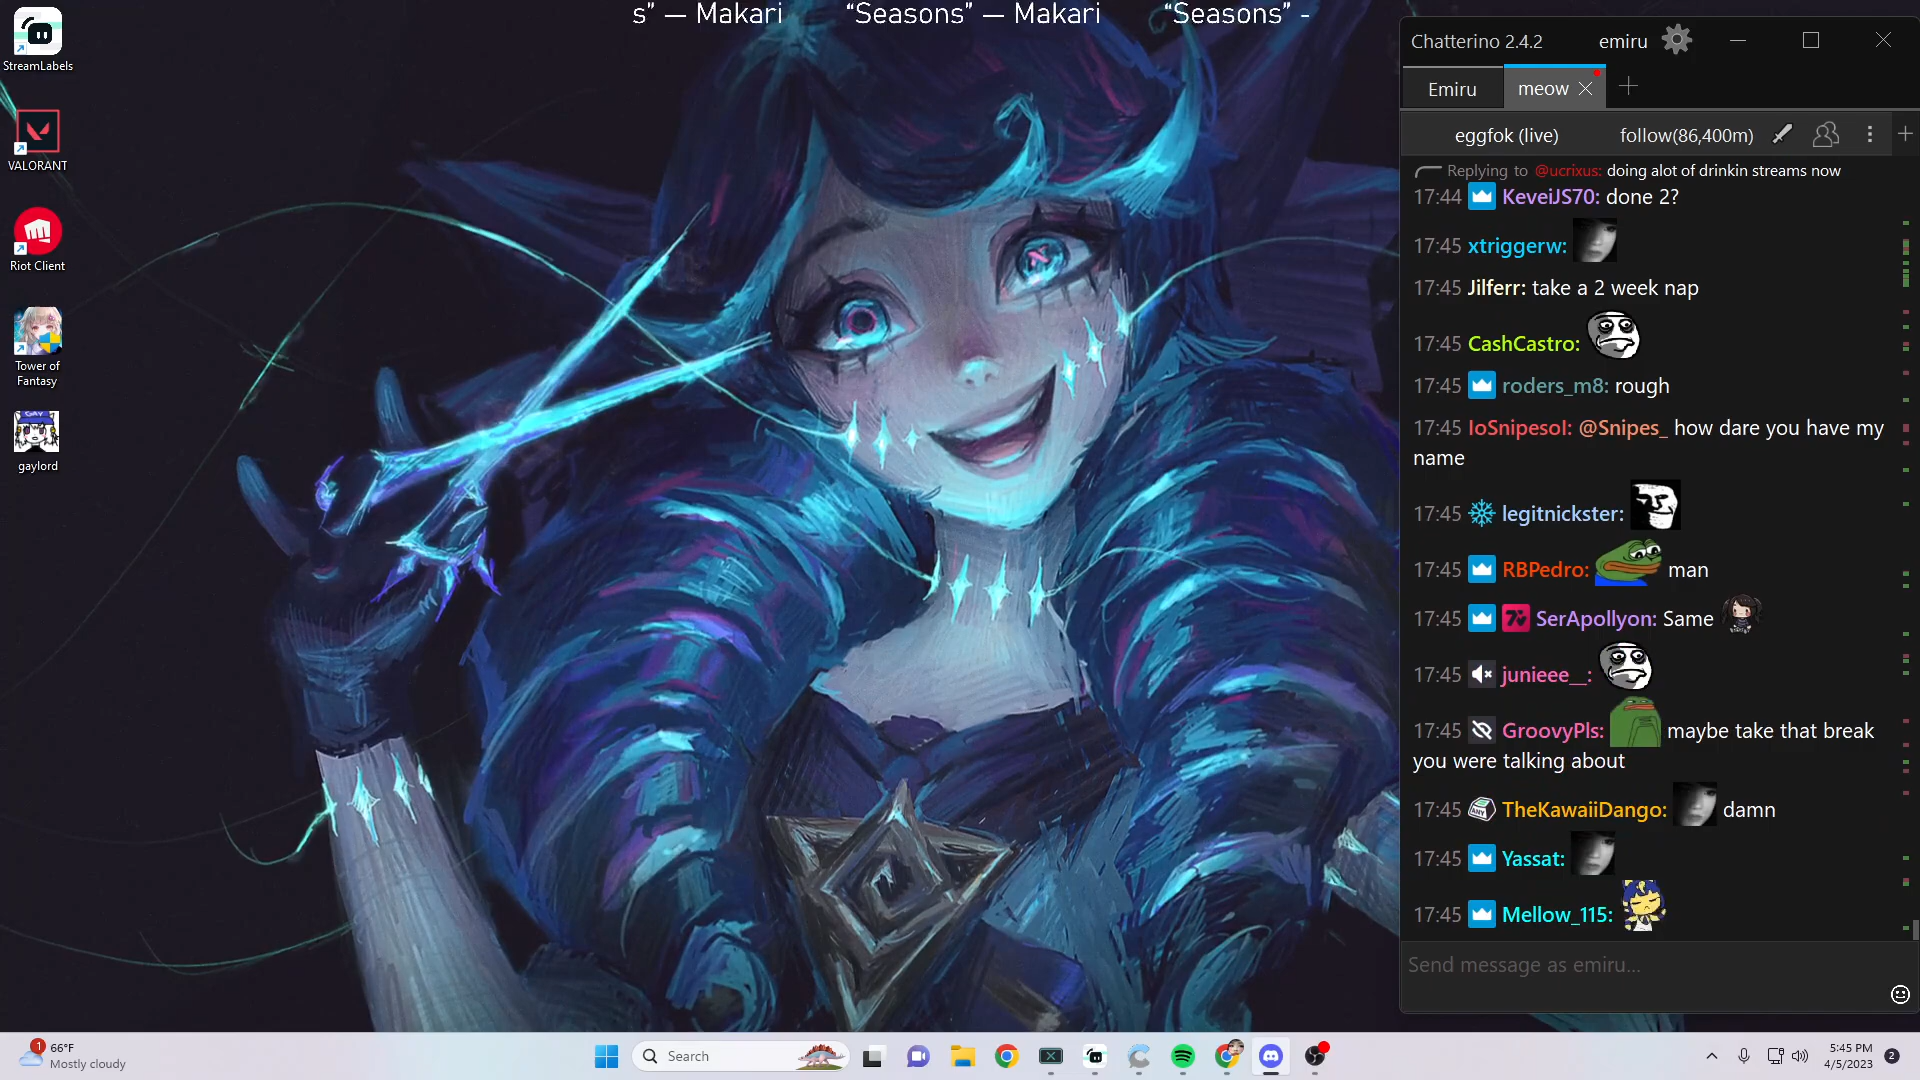 s” — Makari “Seasons” — Makari “Seasons” -
StreamLabels
VALORANT
Riot Client
Tower of
Fantasy
gaylord
Chatterino 2.4.2 emiru
Emiru meow
eggfok (live) follow(86,400m)
Replying to @ucrixus: doing alot of drinkin streams now
17:44 KeveiJS70: done 2?
17:45 xtriggerw:
17:45 Jilferr: take a 2 week nap
17:45 CashCastro:
17:45 roders_m8: rough
17:45 IoSnipesoI: @Snipes_ how dare you have my
name
17:45 legitnickster:
17:45 RBPedro: man
17:45 SerApollyon: Same
17:45 junieee__:
17:45 GroovyPls: maybe take that break
you were talking about
17:45 TheKawaiiDango: damn
17:45 Yassat:
17:45 Mellow_115:
Send message as emiru...
1
66°F
Mostly cloudy
Search
5:45 PM
4/5/2023
2